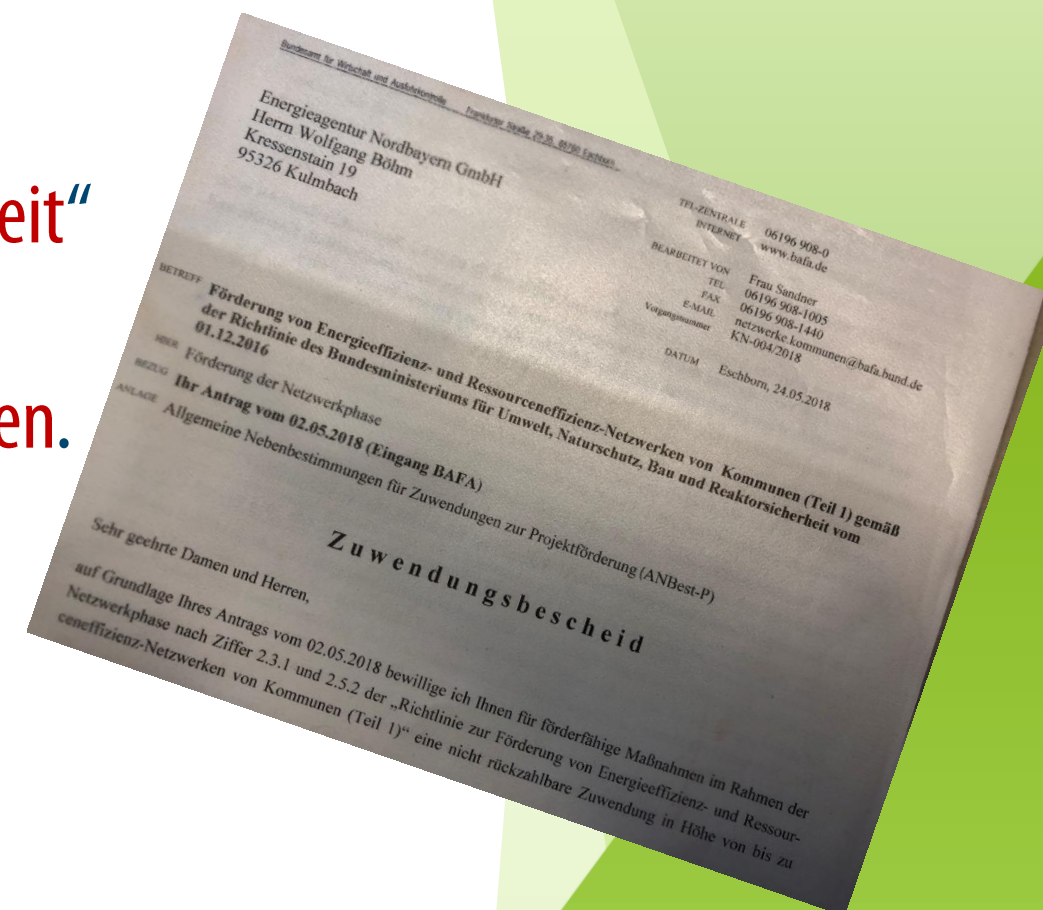 eit“
en.
Bundesamt für Wirtschaft und Ausfuhrkontrolle Frankfurter Straße 29-35 65760 Eschborn
Energieagentur Nordbayern GmbH
Herrn Wolfgang Böhm
Kressenstain 19
95326 Kulmbach
TEL-ZENTRALE 06196 908-0
INTERNET www.bafa.de
BEARBEITET VON Frau Sandner
TEL 06196 908-1005
FAX 06196 908-1440
E-MAIL netzwerke.kommunen@bafa.bund.de
Vorgangsnummer KN-004/2018
DATUM Eschborn, 24.05.2018
BETREFF Förderung von Energieeffizienz- und Ressourceneffizienz-Netzwerken von Kommunen (Teil 1) gemäß
der Richtlinie des Bundesministeriums für Umwelt, Naturschutz, Bau und Reaktorsicherheit vom
01.12.2016
HIER Förderung der Netzwerkphase
BEZUG Ihr Antrag vom 02.05.2018 (Eingang BAFA)
ANLAGE Allgemeine Nebenbestimmungen für Zuwendungen zur Projektförderung (ANBest-P)
Zuwendungsbescheid
Sehr geehrte Damen und Herren,
auf Grundlage Ihres Antrags vom 02.05.2018 bewillige ich Ihnen für förderfähige Maßnahmen im Rahmen der
Netzwerkphase nach Ziffer 2.3.1 und 2.5.2 der „Richtlinie zur Förderung von Energieeffizienz- und Ressour-
ceneffizienz-Netzwerken von Kommunen (Teil 1)“ eine nicht rückzahlbare Zuwendung in Höhe von bis zu